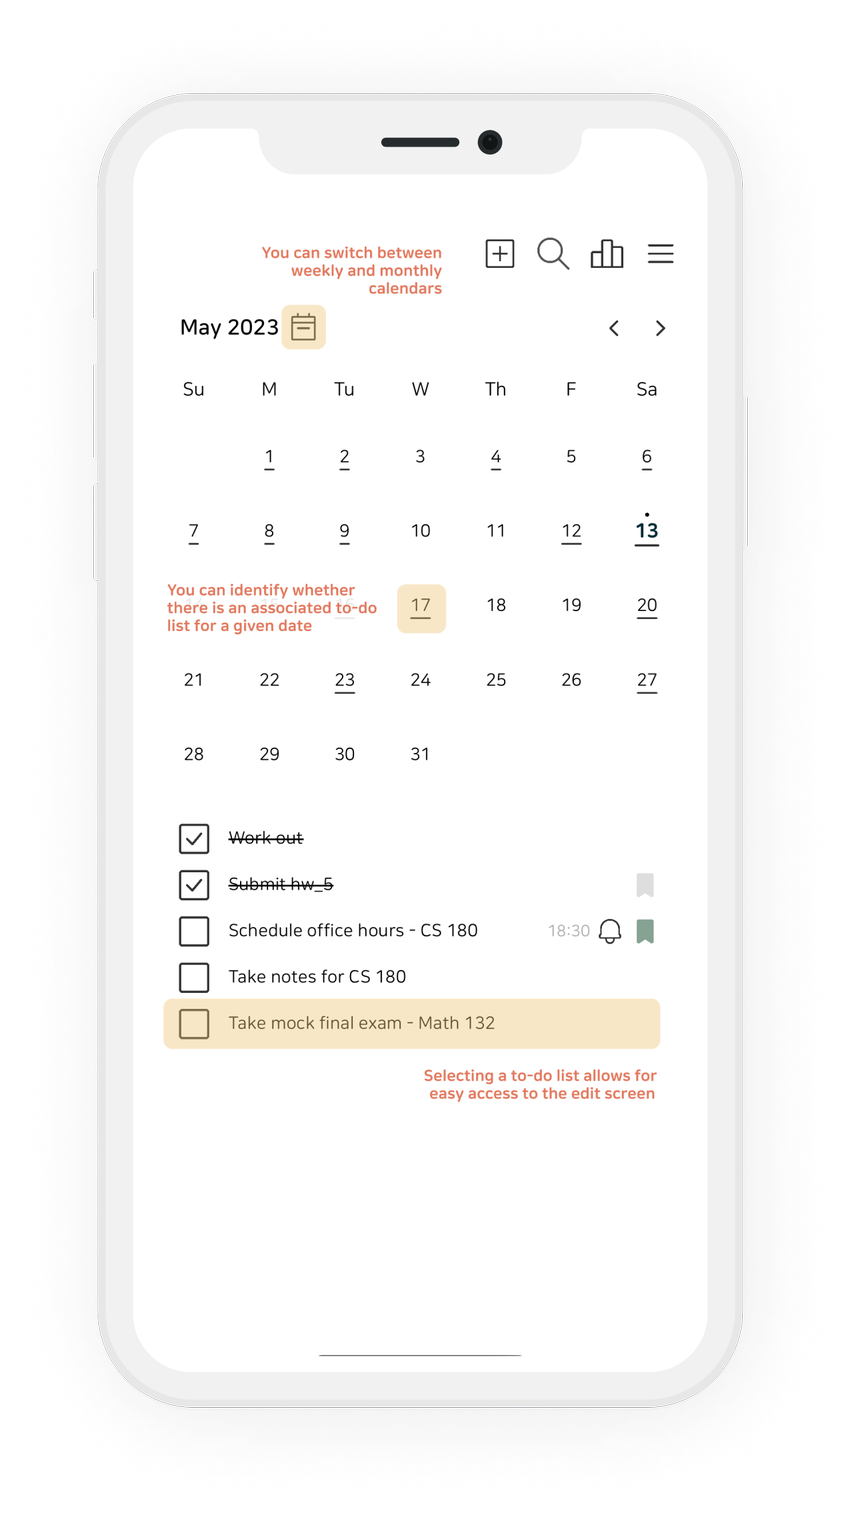 You can switch between
weekly and monthly
calendars
May 2023
Su M Tu W Th F Sa
1 2 3 4 5 6
7 8 9 10 11 12 13
You can identify whether
there is an associated to-do
list for a given date
16 17 18 19 20
21 22 23 24 25 26 27
28 29 30 31
Work out
Submit hw_5
Schedule office hours - CS 180 18:30
Take notes for CS 180
Take mock final exam - Math 132
Selecting a to-do list allows for
easy access to the edit screen